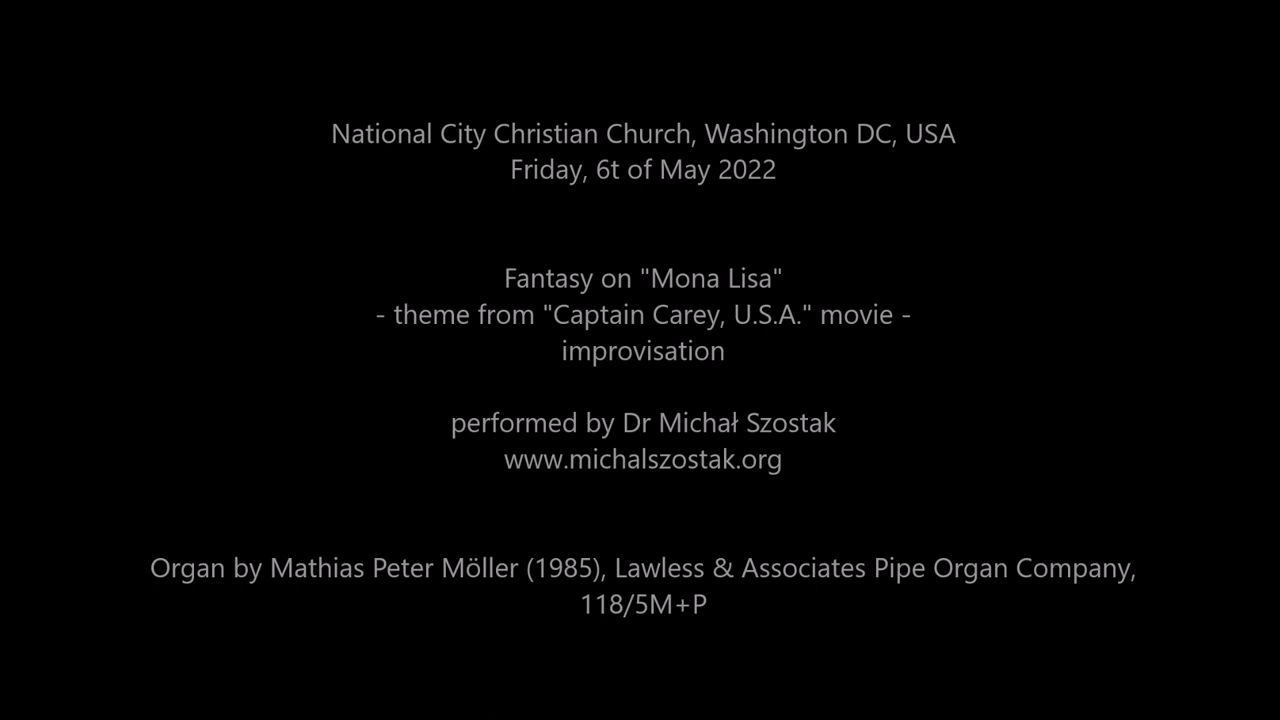 National City Christian Church, Washington DC, USA
Friday, 6t of May 2022
Fantasy on "Mona Lisa"
- theme from "Captain Carey, U.S.A." movie -
improvisation
performed by Dr Michał Szostak
www.michalszostak.org
Organ by Mathias Peter Möller (1985), Lawless & Associates Pipe Organ Company,
118/5M+P